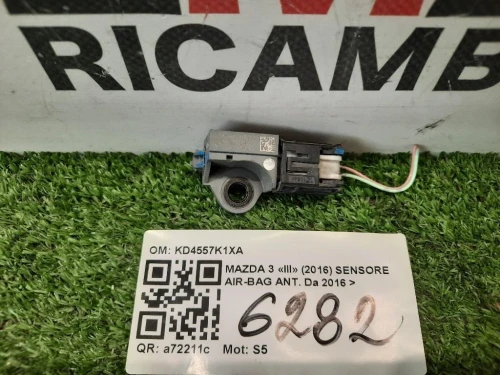 RICAMB
OM: KD4557K1XA
MAZDA 3 «III» (2016) SENSORE
AIR-BAG ANT. Da 2016 >
6282
QR: a72211c Mot: S5